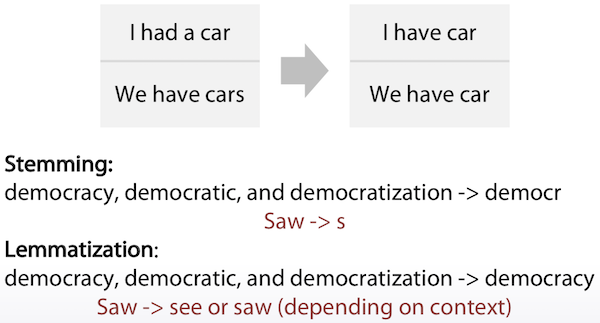 I had a car
I have car
We have cars
We have car
Stemming:
democracy, democratic, and democratization -> democr
Saw -> s
Lemmatization:
democracy, democratic, and democratization -> democracy
Saw -> see or saw (depending on context)